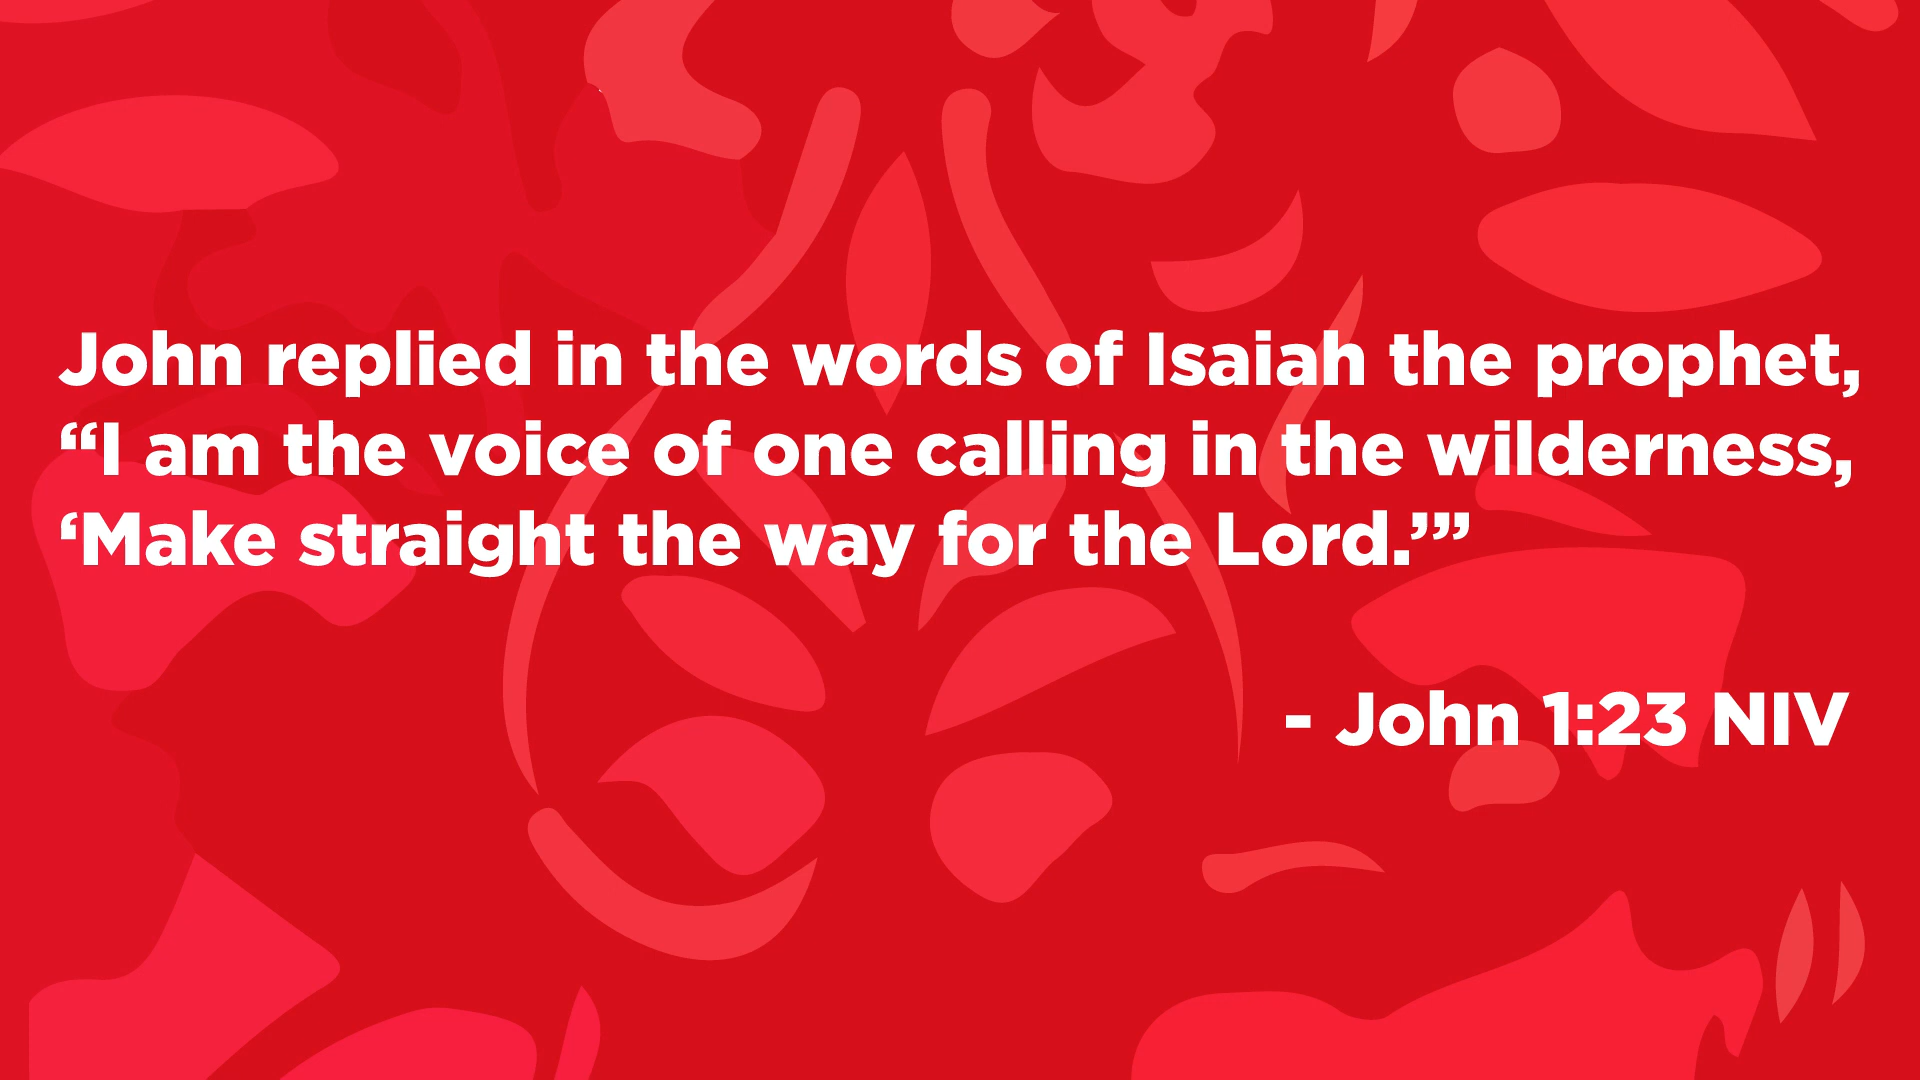 John replied in the words of Isaiah the prophet,
“I am the voice of one calling in the wilderness,
‘Make straight the way for the Lord.’”
- John 1:23 NIV